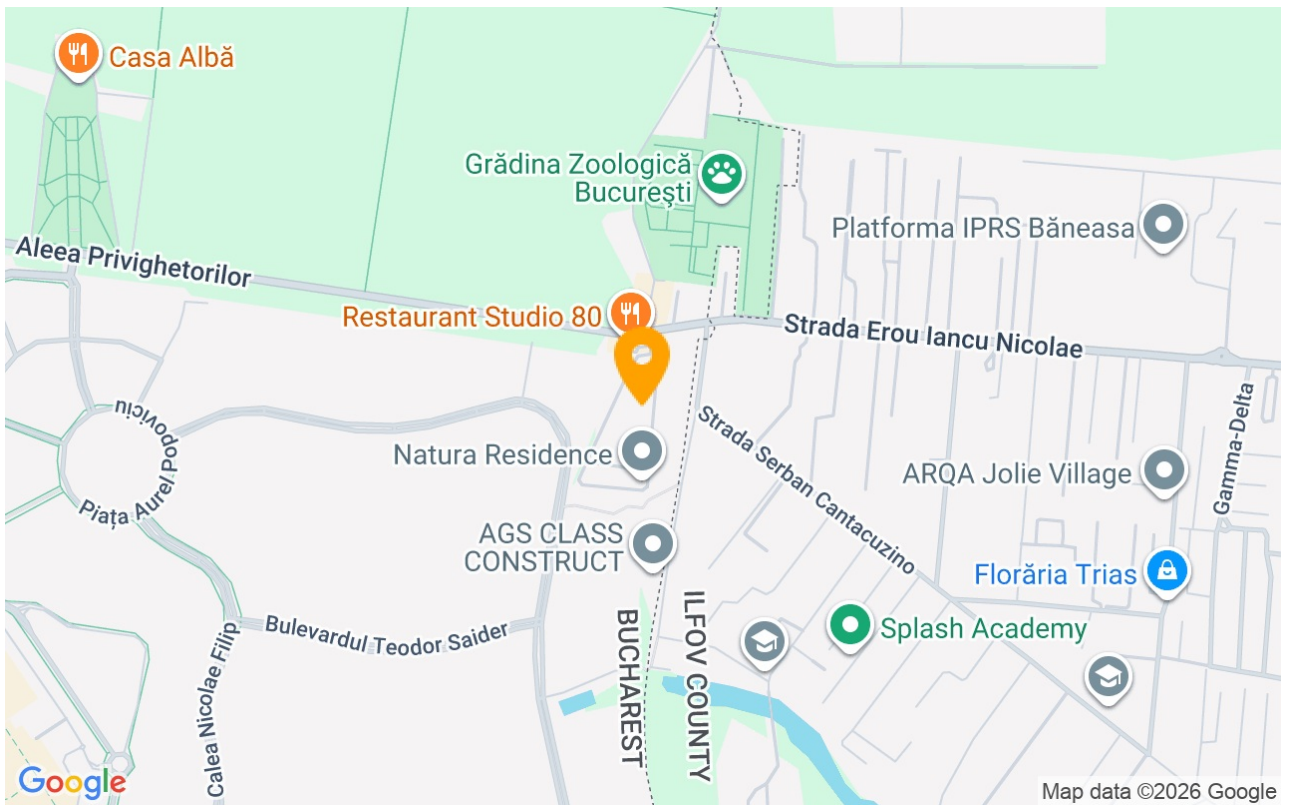 Casa Albă
Grădina Zoologică
București
Platforma IPRS Băneasa
Aleea Privighetorilor
Restaurant Studio 80
Strada Erou Iancu Nicolae
Piața Aurel Popoviciu
Natura Residence
Strada Serban Cantacuzino
ARQA Jolie Village
Gamma-Delta
AGS CLASS
CONSTRUCT
Florăria Trias
Bulevardul Teodor Saider
Calea Nicolae Filip
BUCHAREST
ILFOV COUNTY
Splash Academy
Google
Map data ©2026 Google